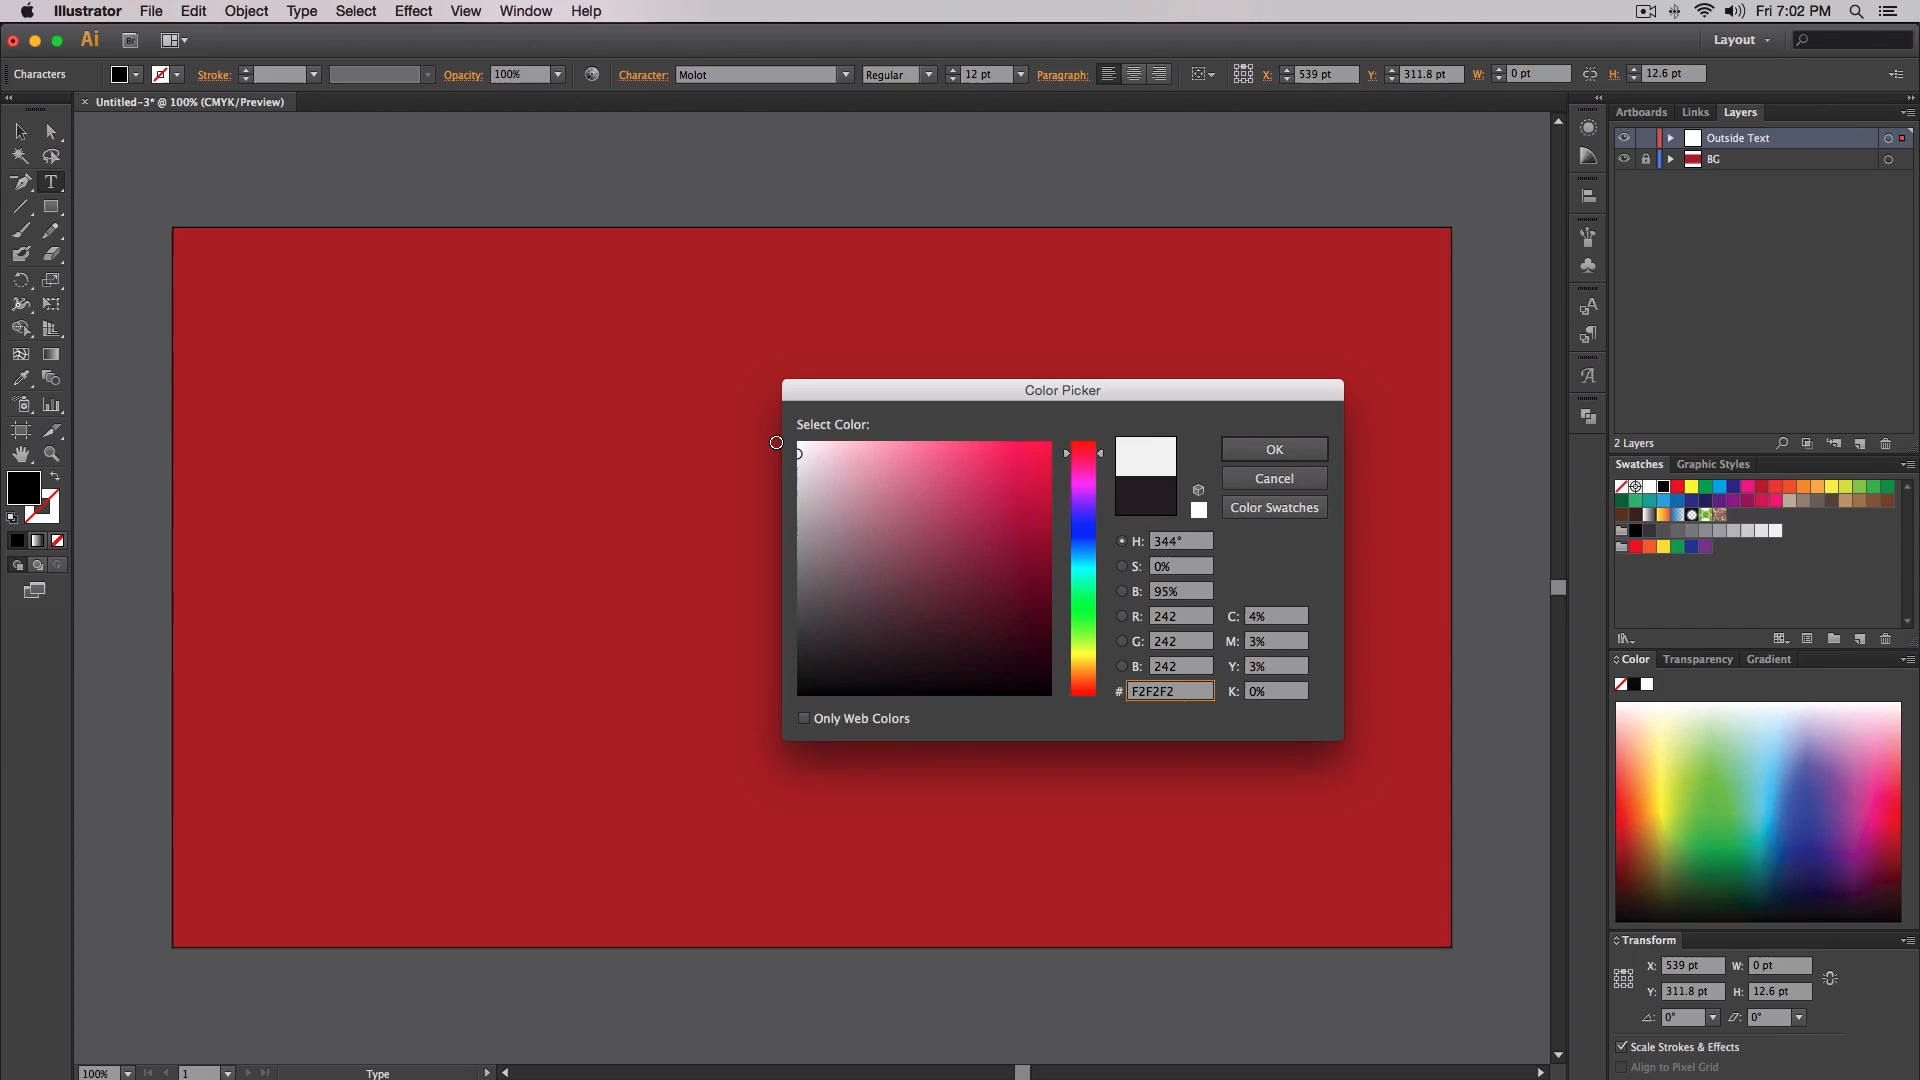 Illustrator File Edit Object Type Select Effect View Window Help Fri 7:02 PM
Ai Br Layout
Characters Stroke: Opacity: 100% Character: Molot Regular 12 pt Paragraph: X: 539 pt Y: 311.8 pt W: 0 pt H: 12.6 pt
× Untitled-3* @ 100% (CMYK/Preview)
Artboards Links Layers
Outside Text
BG
2 Layers
Swatches Graphic Styles
Color Picker
Select Color:
OK
Cancel
Color Swatches
H: 344°
S: 0%
B: 95%
R: 242 C: 4%
G: 242 M: 3%
B: 242 Y: 3%
# F2F2F2 K: 0%
Only Web Colors
Color Transparency Gradient
Transform
X: 539 pt W: 0 pt
Y: 311.8 pt H: 12.6 pt
0° 0°
Scale Strokes & Effects
Align to Pixel Grid
100% 1 Type